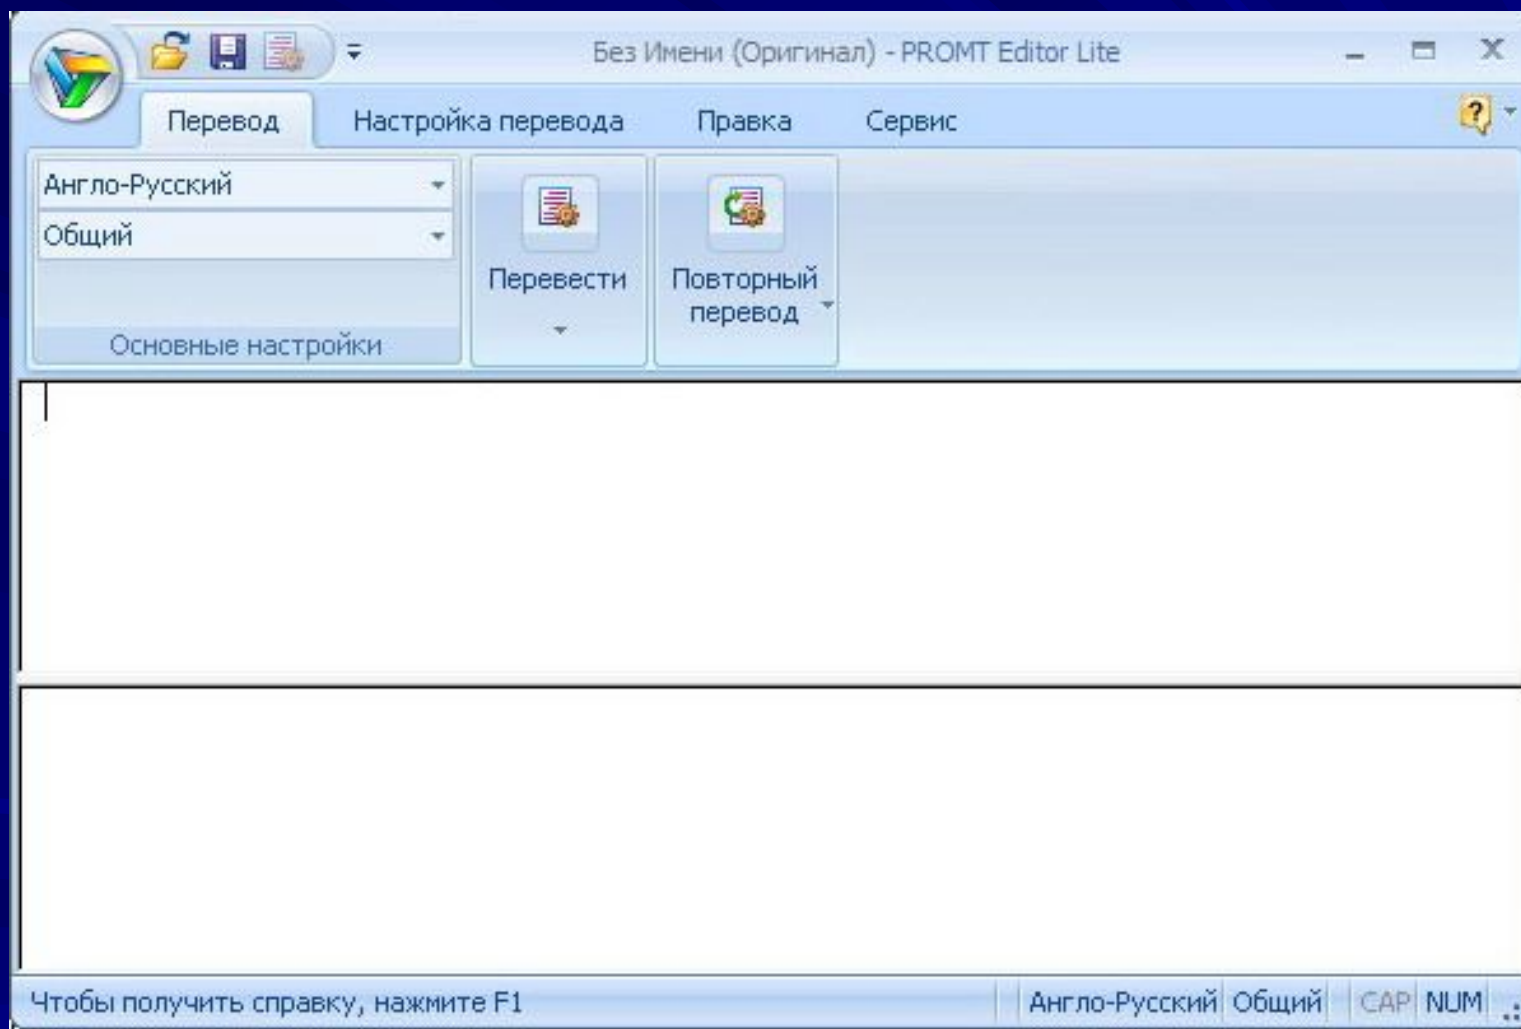 Без Имени (Оригинал) - PROMT Editor Lite
Перевод Настройка перевода Правка Сервис
Англо-Русский
Общий
Основные настройки
Перевести
Повторный
перевод
Чтобы получить справку, нажмите F1
Англо-Русский Общий CAP NUM